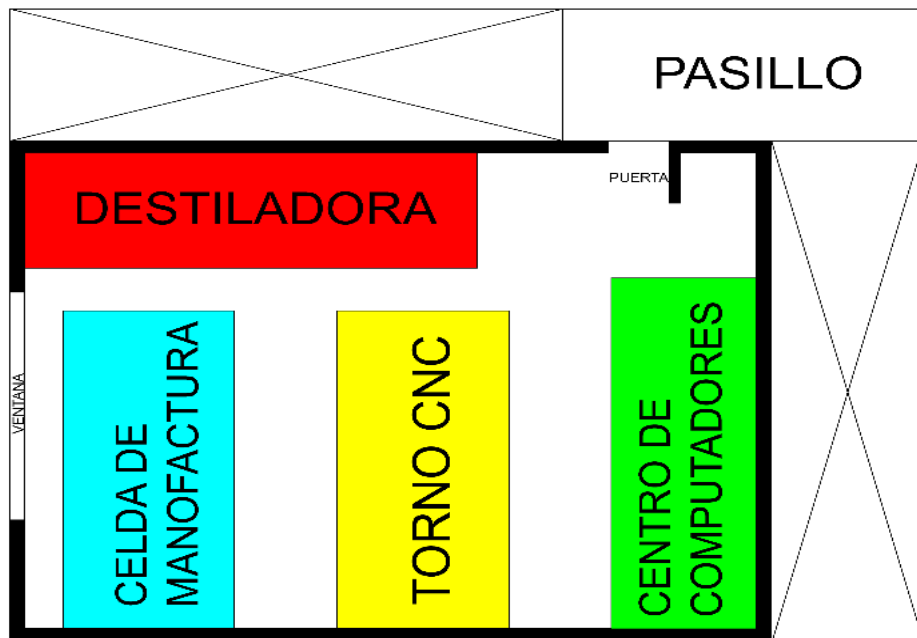 PASILLO
PUERTA
DESTILADORA
VENTANA
CELDA DE
MANOFACTURA
TORNO CNC
CENTRO DE
COMPUTADORES